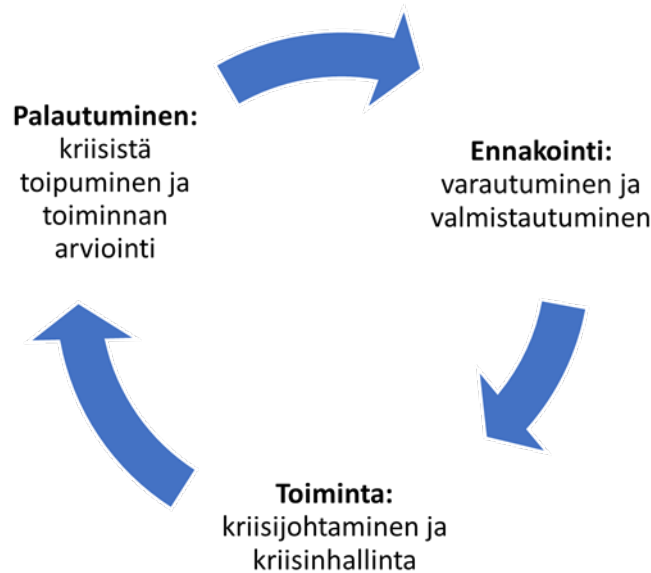 Palautuminen:
kriisistä
toipuminen ja
toiminnan
arviointi
Ennakointi:
varautuminen ja
valmistautuminen
Toiminta:
kriisijohtaminen ja
kriisinhallinta